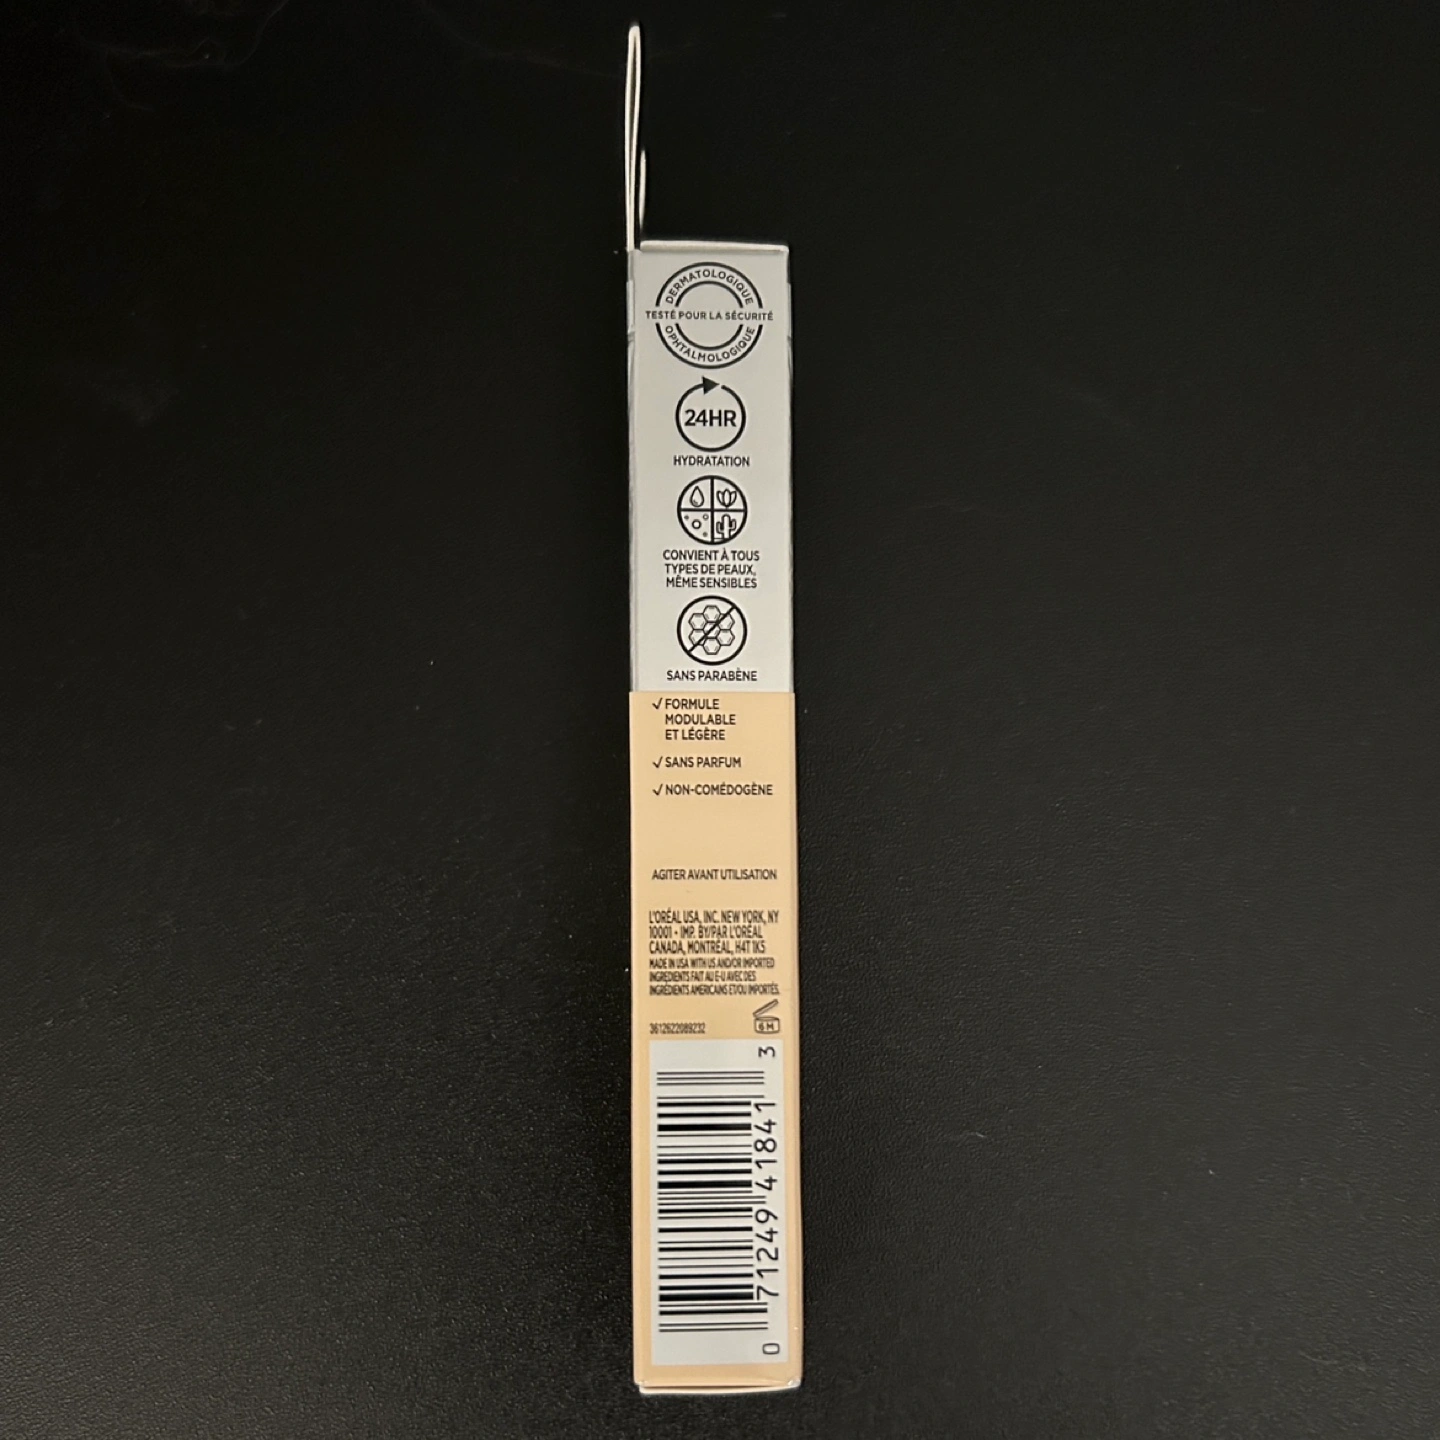 DERMATOLOGIQUE
TESTÉ POUR LA SÉCURITÉ
OPHTALMOLOGIQUE
24HR
HYDRATATION
CONVIENT À TOUS
TYPES DE PEAUX,
MÊME SENSIBLES
SANS PARABÈNE
✓ FORMULE
MODULABLE
ET LÉGÈRE
✓ SANS PARFUM
✓ NON-COMÉDOGÈNE
AGITER AVANT UTILISATION
L'ORÉAL USA, INC. NEW YORK, NY
10001 - IMP. BY/PAR L'ORÉAL
CANADA, MONTRÉAL, H4T 1K5
MADE IN USA WITH US AND/OR IMPORTED
INGREDIENTS FAIT AU É-U AVEC DES
INGRÉDIENTS AMÉRICAINS ET/OU IMPORTÉS.
3612622089232
6 M
0 71249 41841 3